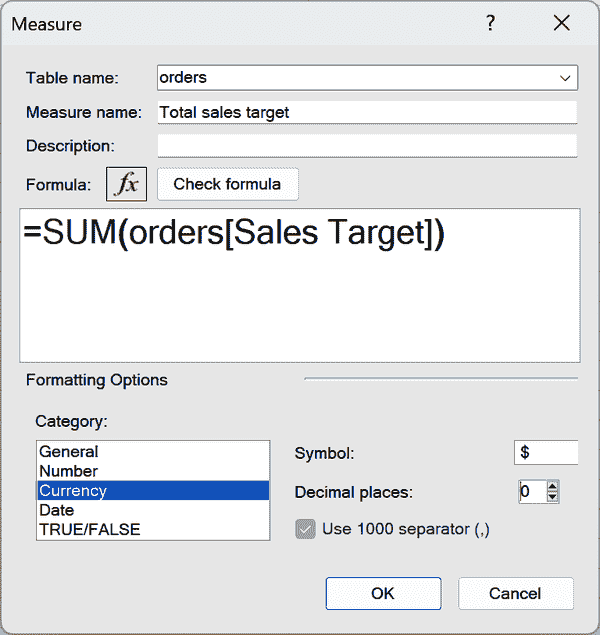 Measure ?
Table name: orders
Measure name: Total sales target
Description:
Formula: fx Check formula
=SUM(orders[Sales Target])
Formatting Options
Category:
General
Number
Currency
Date
TRUE/FALSE
Symbol: $
Decimal places: 0
Use 1000 separator (,)
OK Cancel